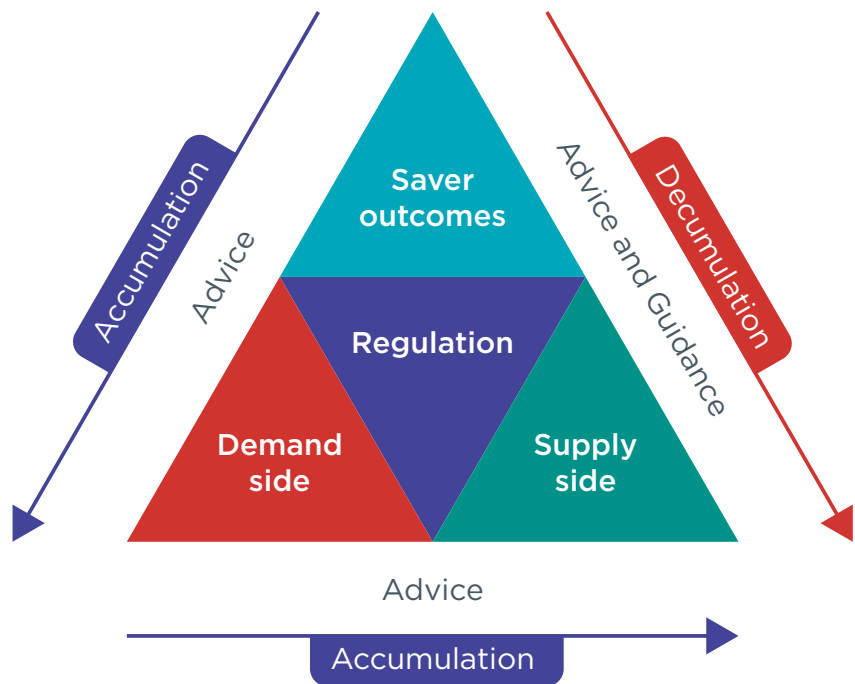 Saver
outcomes
Accumulation
Advice
Advice and Guidance
Decumulation
Regulation
Demand
side
Supply
side
Advice
Accumulation